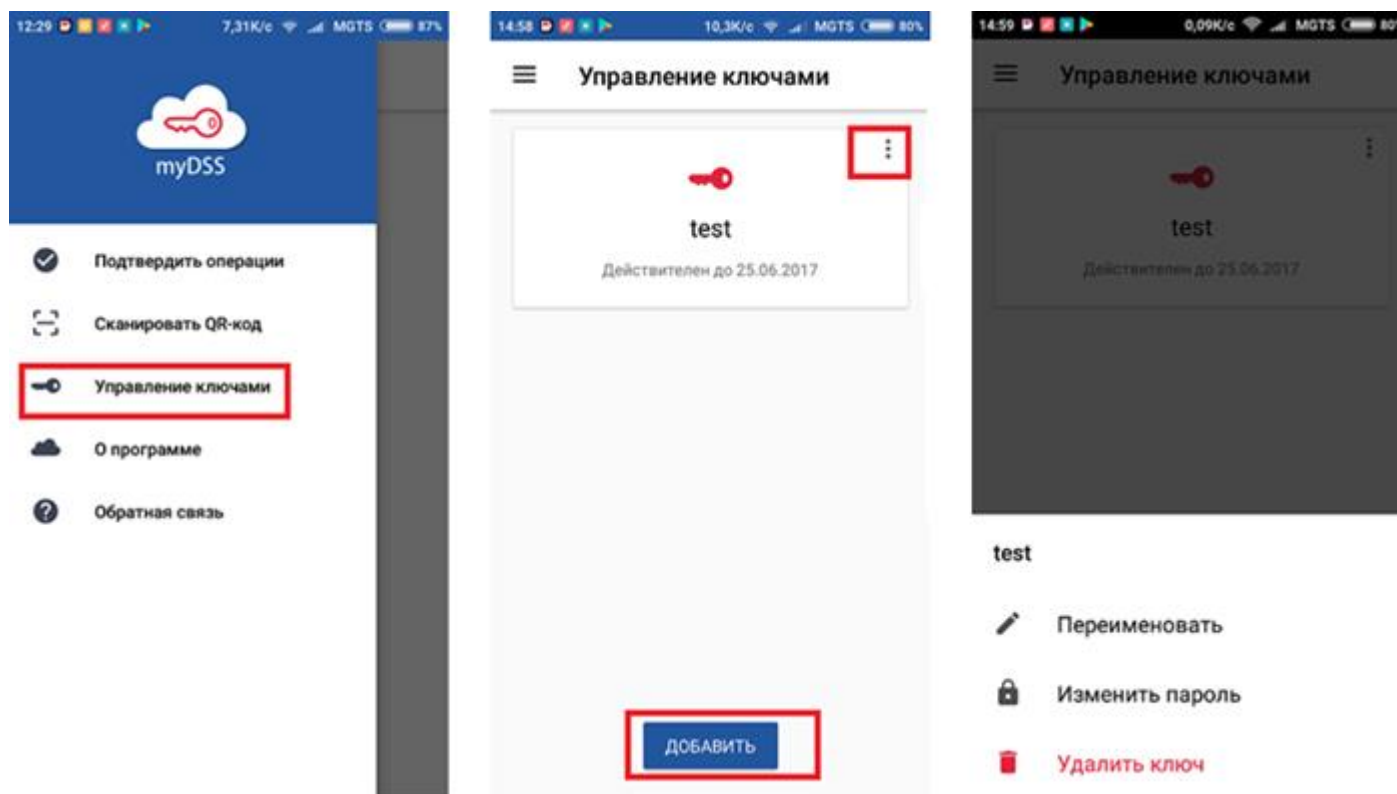 12:29 7,31K/c MGTS 87%
myDSS
Подтвердить операции
Сканировать QR-код
Управление ключами
О программе
Обратная связь
14:58 10,3K/c MGTS 80%
Управление ключами
test
Действителен до 25.06.2017
ДОБАВИТЬ
14:59 0,09K/c MGTS 80
Управление ключами
test
Действителен до 25.06.2017
test
Переименовать
Изменить пароль
Удалить ключ